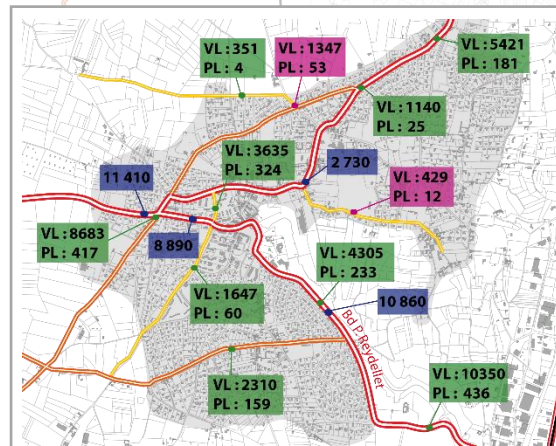 VL :351
PL : 4
VL :1347
PL : 53
VL :5421
PL : 181
VL :1140
PL : 25
VL :3635
PL : 324
2 730
11 410
VL :429
PL : 12
VL :8683
PL : 417
8 890
VL :4305
PL : 233
VL :1647
PL : 60
10 860
Bd P. Reydellet
VL :2310
PL : 159
VL :10350
PL : 436